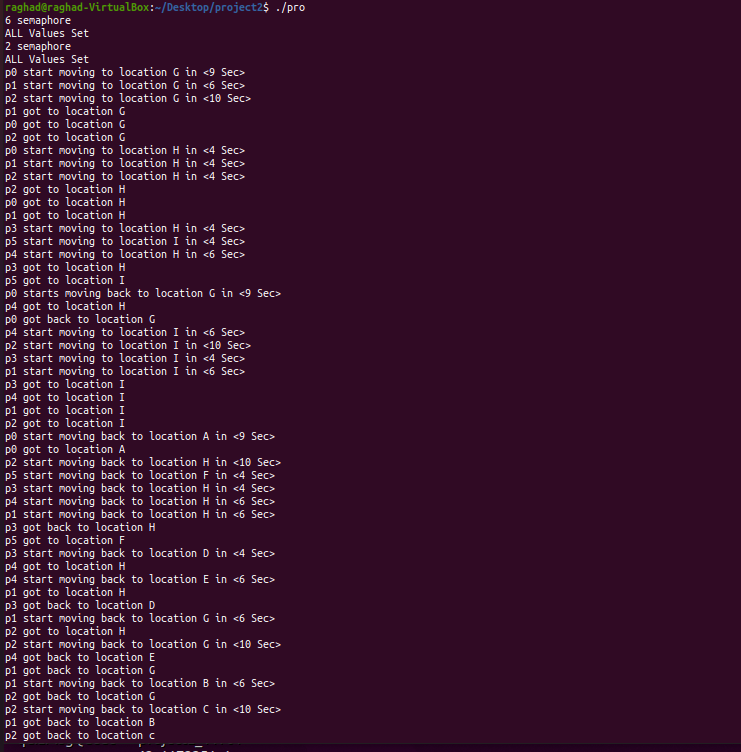 raghad@raghad-VirtualBox:~/Desktop/project2$ ./pro
6 semaphore
ALL Values Set
2 semaphore
ALL Values Set
p0 start moving to location G in <9 Sec>
p1 start moving to location G in <6 Sec>
p2 start moving to location G in <10 Sec>
p1 got to location G
p0 got to location G
p2 got to location G
p0 start moving to location H in <4 Sec>
p1 start moving to location H in <4 Sec>
p2 start moving to location H in <4 Sec>
p2 got to location H
p0 got to location H
p1 got to location H
p3 start moving to location H in <4 Sec>
p5 start moving to location I in <4 Sec>
p4 start moving to location H in <6 Sec>
p3 got to location H
p5 got to location I
p0 starts moving back to location G in <9 Sec>
p4 got to location H
p0 got back to location G
p4 start moving to location I in <6 Sec>
p2 start moving to location I in <10 Sec>
p3 start moving to location I in <4 Sec>
p1 start moving to location I in <6 Sec>
p3 got to location I
p4 got to location I
p1 got to location I
p2 got to location I
p0 start moving back to location A in <9 Sec>
p0 got to location A
p2 start moving back to location H in <10 Sec>
p5 start moving back to location F in <4 Sec>
p3 start moving back to location H in <4 Sec>
p4 start moving back to location H in <6 Sec>
p1 start moving back to location H in <6 Sec>
p3 got back to location H
p5 got to location F
p3 start moving back to location D in <4 Sec>
p4 got to location H
p4 start moving back to location E in <6 Sec>
p1 got to location H
p3 got back to location D
p1 start moving back to location G in <6 Sec>
p2 got to location H
p2 start moving back to location G in <10 Sec>
p4 got back to location E
p1 got back to location G
p1 start moving back to location B in <6 Sec>
p2 got back to location G
p2 start moving back to location C in <10 Sec>
p1 got back to location B
p2 got back to location c